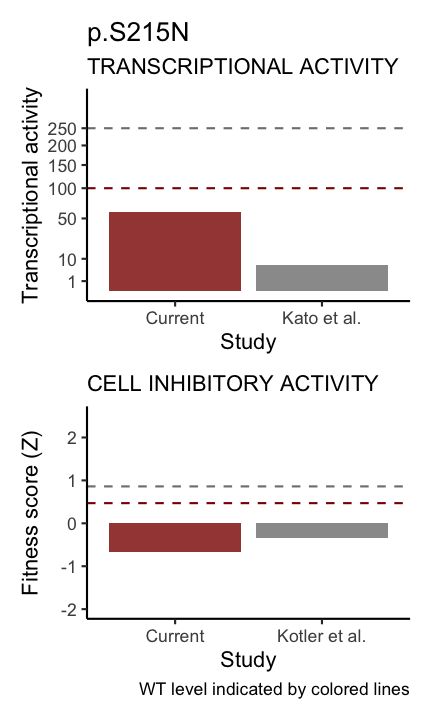 p.S215N
TRANSCRIPTIONAL ACTIVITY
Transcriptional activity
250
200
150
100
50
10
1
Current
Kato et al.
Study
CELL INHIBITORY ACTIVITY
Fitness score (Z)
2
1
0
-1
-2
Current
Kotler et al.
Study
WT level indicated by colored lines